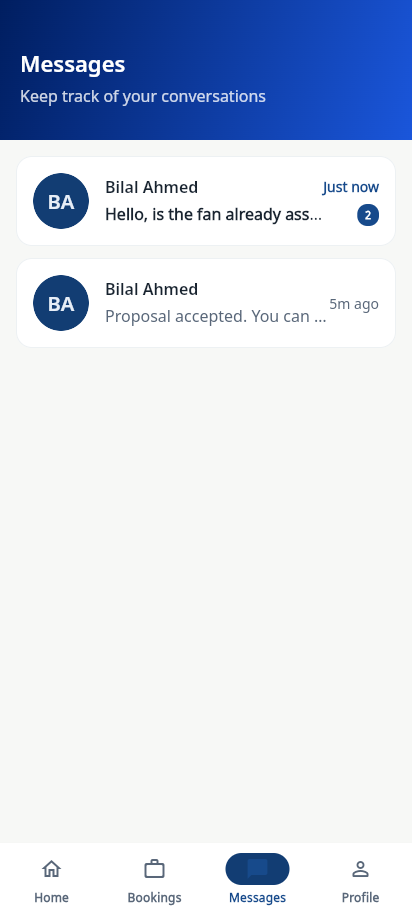 Messages
Keep track of your conversations
BA
Bilal Ahmed
Just now
Hello, is the fan already ass...
2
BA
Bilal Ahmed
Proposal accepted. You can ...
5m ago
Home
Bookings
Messages
Profile